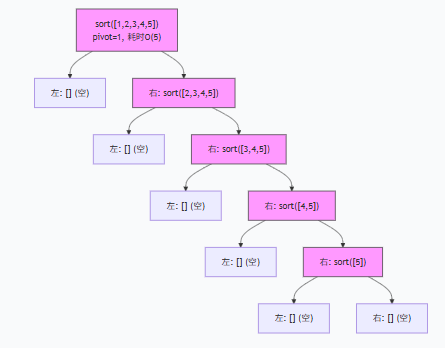 sort([1,2,3,4,5])
pivot=1, 耗时O(5)
左: [] (空)
右: sort([2,3,4,5])
左: [] (空)
右: sort([3,4,5])
左: [] (空)
右: sort([4,5])
左: [] (空)
右: sort([5])
左: [] (空)
右: [] (空)